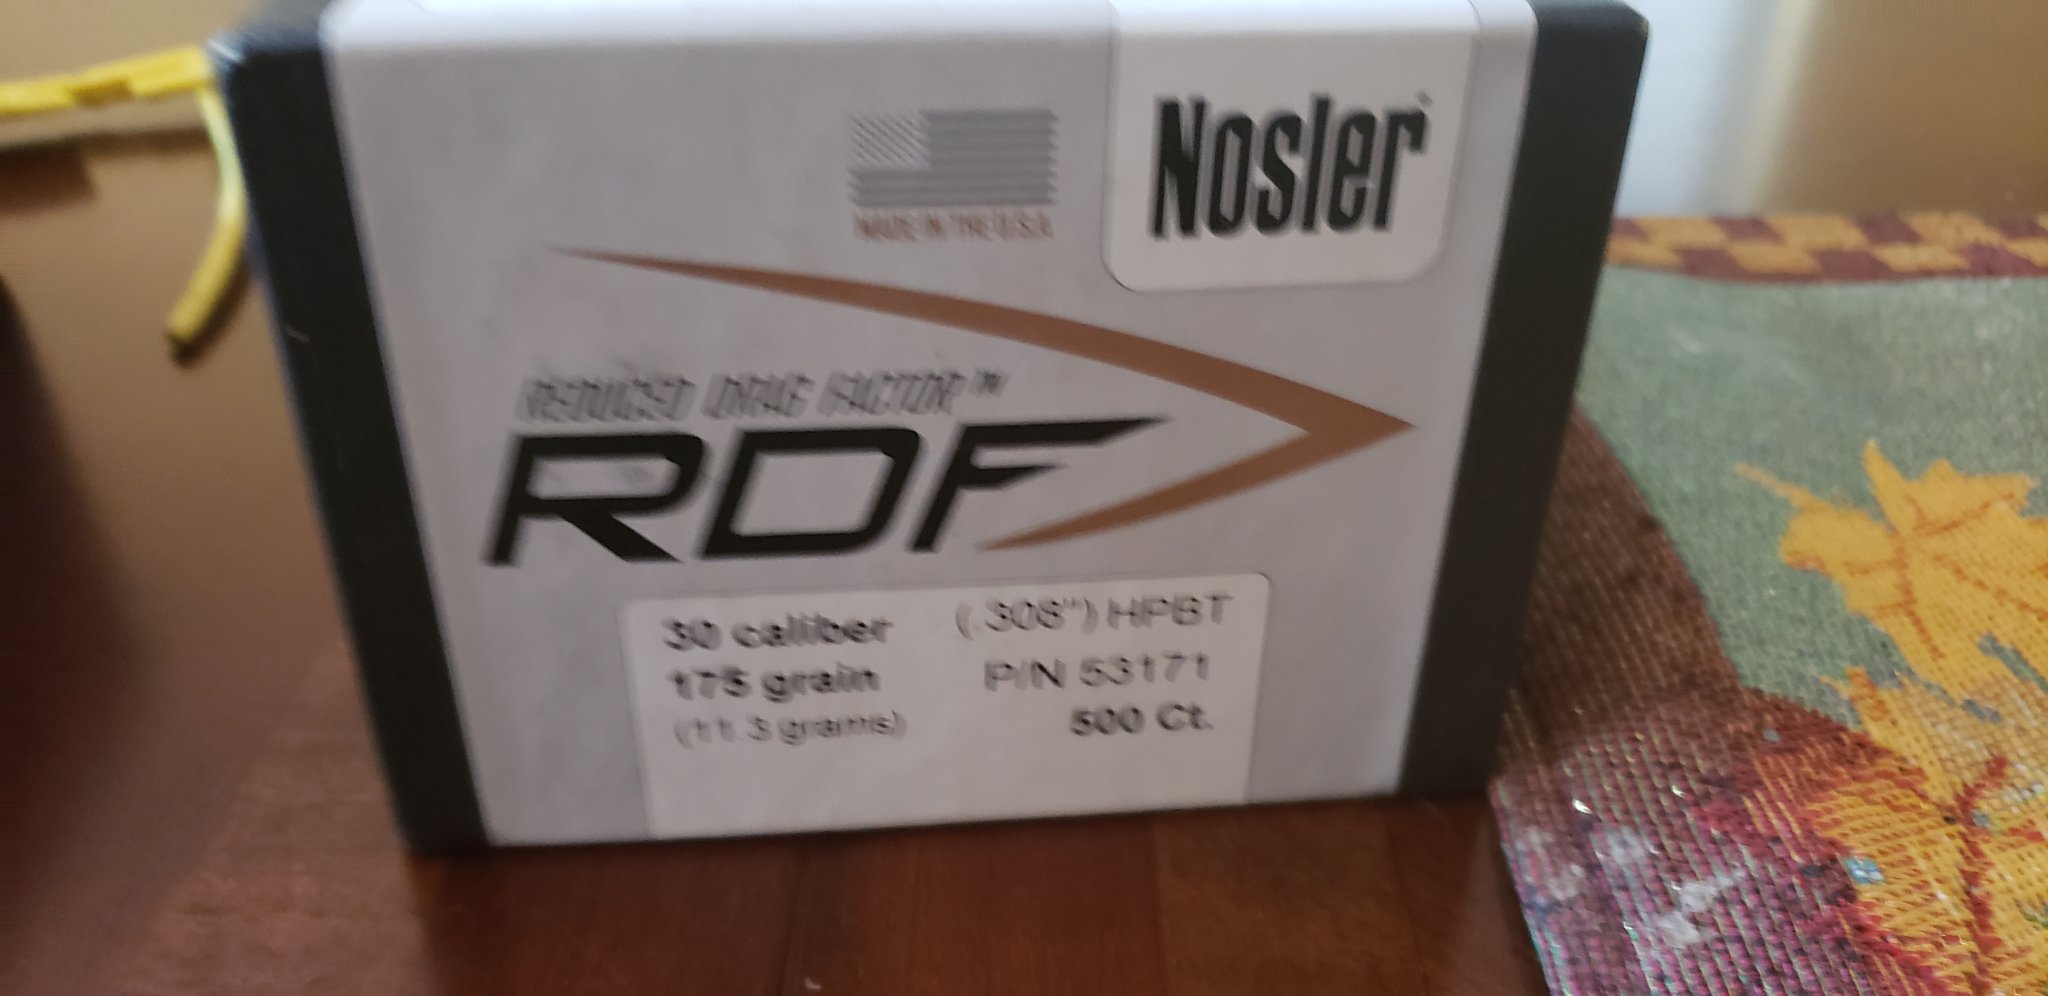 Nosler
MADE IN THE U.S.A.
REDUCED DRAG FACTOR™
RDF
30 caliber (.308") HPBT
175 grain P/N 53171
(11.3 grams) 500 Ct.